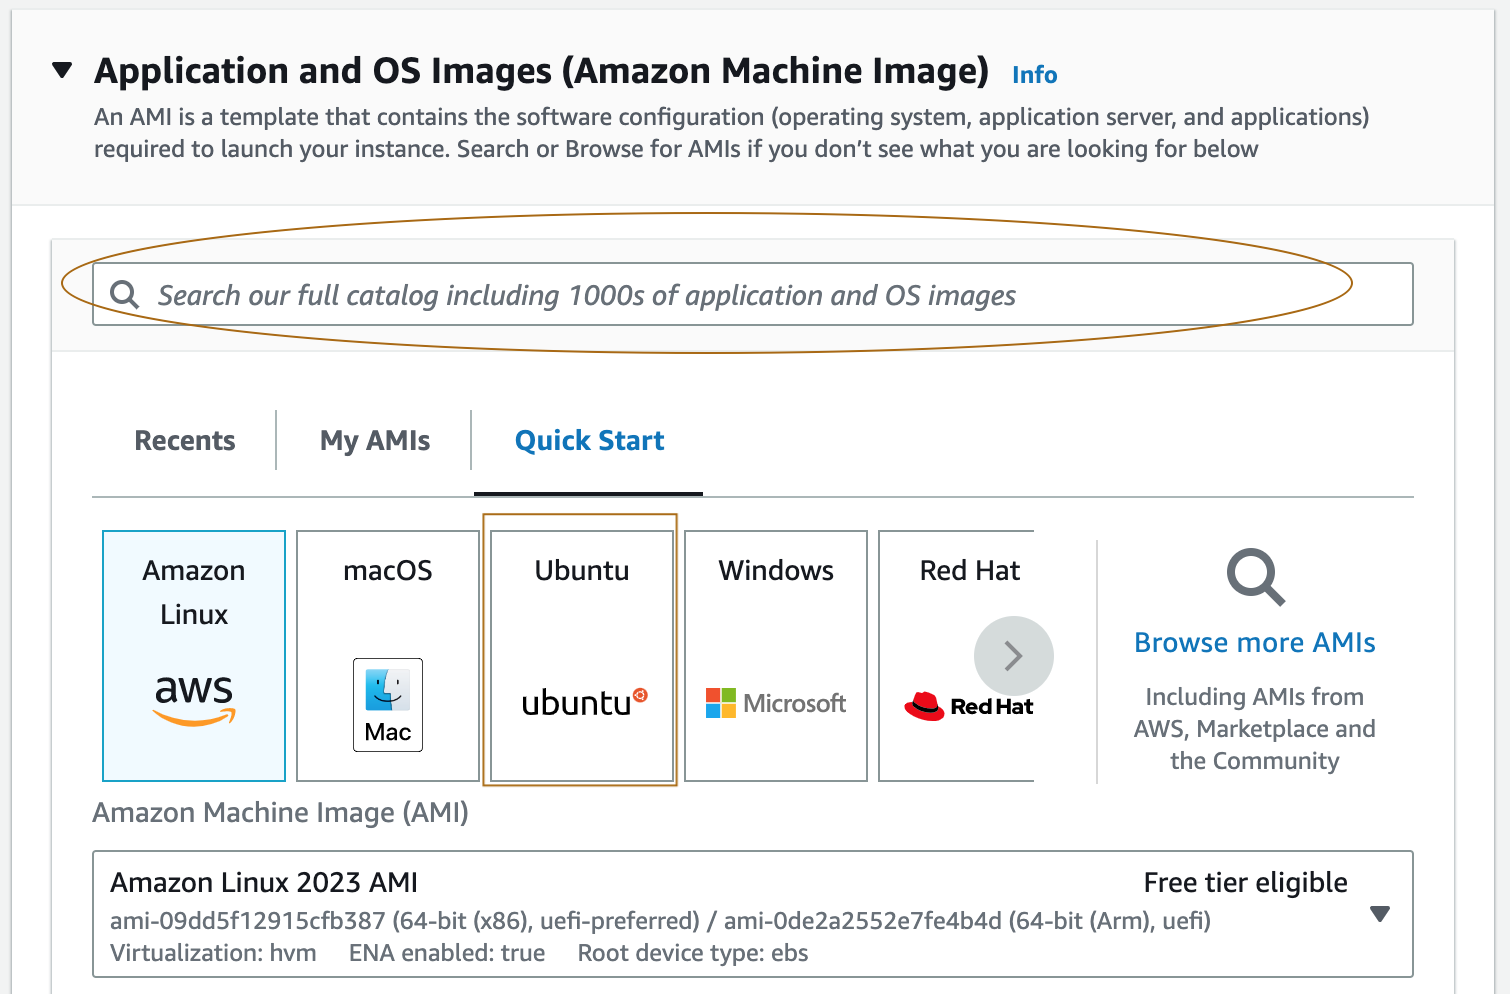 Application and OS Images (Amazon Machine Image) Info
An AMI is a template that contains the software configuration (operating system, application server, and applications)
required to launch your instance. Search or Browse for AMIs if you don’t see what you are looking for below
Search our full catalog including 1000s of application and OS images
Recents
My AMIs
Quick Start
Amazon
Linux
aws
macOS
Mac
Ubuntu
ubuntu
Windows
Microsoft
Red Hat
Red Hat
Browse more AMIs
Including AMIs from
AWS, Marketplace and
the Community
Amazon Machine Image (AMI)
Amazon Linux 2023 AMI
Free tier eligible
ami-09dd5f12915cfb387 (64-bit (x86), uefi-preferred) / ami-0de2a2552e7fe4b4d (64-bit (Arm), uefi)
Virtualization: hvm ENA enabled: true Root device type: ebs